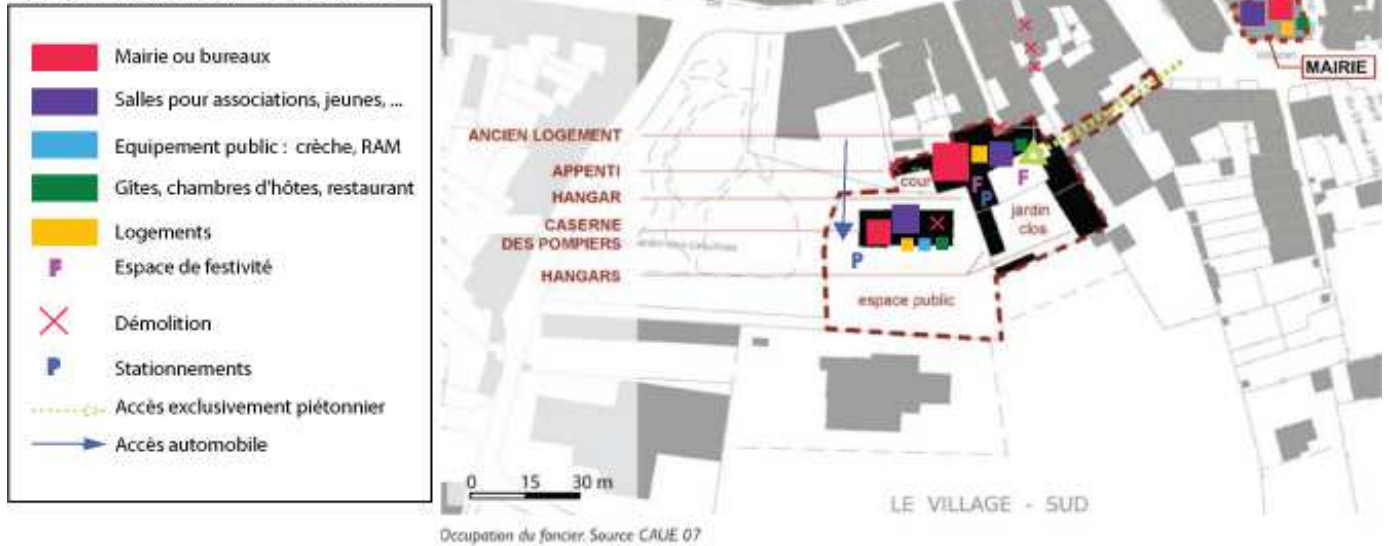 Mairie ou bureaux
Salles pour associations, jeunes, ...
Equipement public : crèche, RAM
Gîtes, chambres d'hôtes, restaurant
Logements
F Espace de festivité
Démolition
P Stationnements
Accès exclusivement piétonnier
Accès automobile
MAIRIE
ANCIEN LOGEMENT
APPENTI
HANGAR
CASERNE
DES POMPIERS
HANGARS
cour
F
P
F
jardin
clos
P
espace public
0 15 30 m
LE VILLAGE - SUD
Occupation du foncier. Source CAUE 07